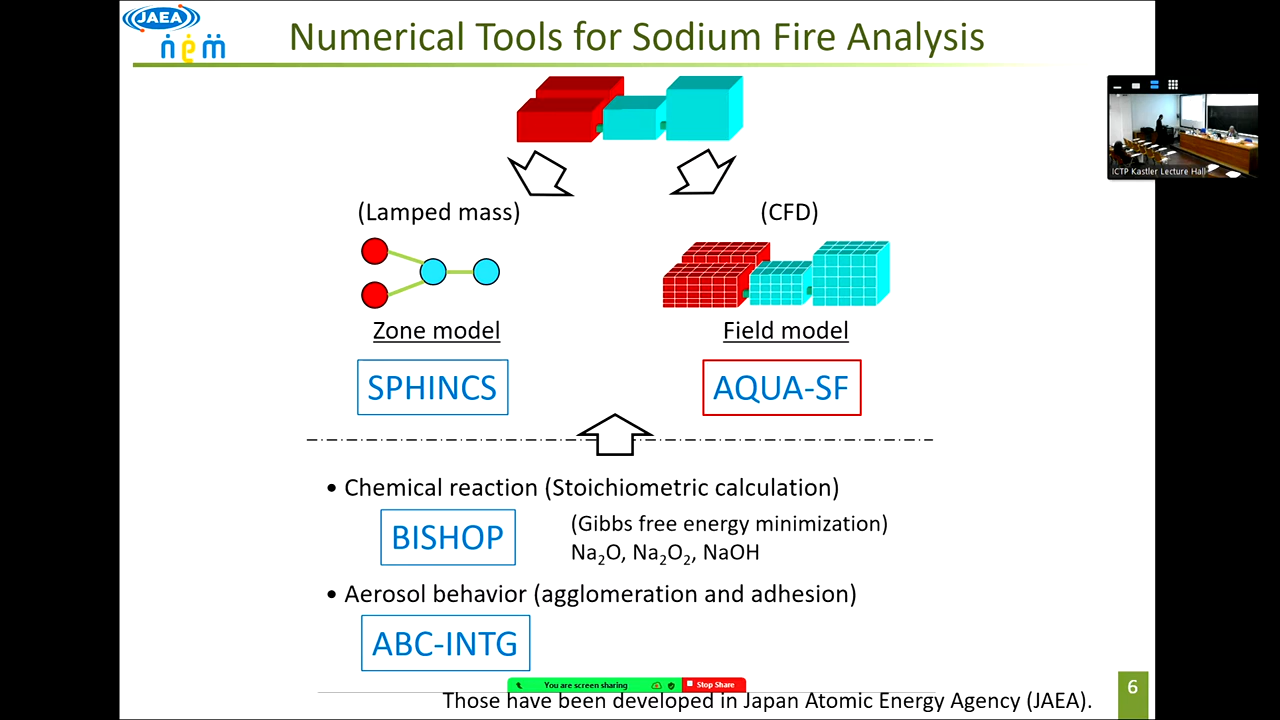 JAEA
Numerical Tools for Sodium Fire Analysis
ICTP Kastler Lecture Hall
(Lamped mass)
(CFD)
Zone model
Field model
SPHINCS
AQUA-SF
• Chemical reaction (Stoichiometric calculation)
BISHOP
(Gibbs free energy minimization)
Na₂O, Na₂O₂, NaOH
• Aerosol behavior (agglomeration and adhesion)
ABC-INTG
You are screen sharing
Stop Share
Those have been developed in Japan Atomic Energy Agency (JAEA).
6